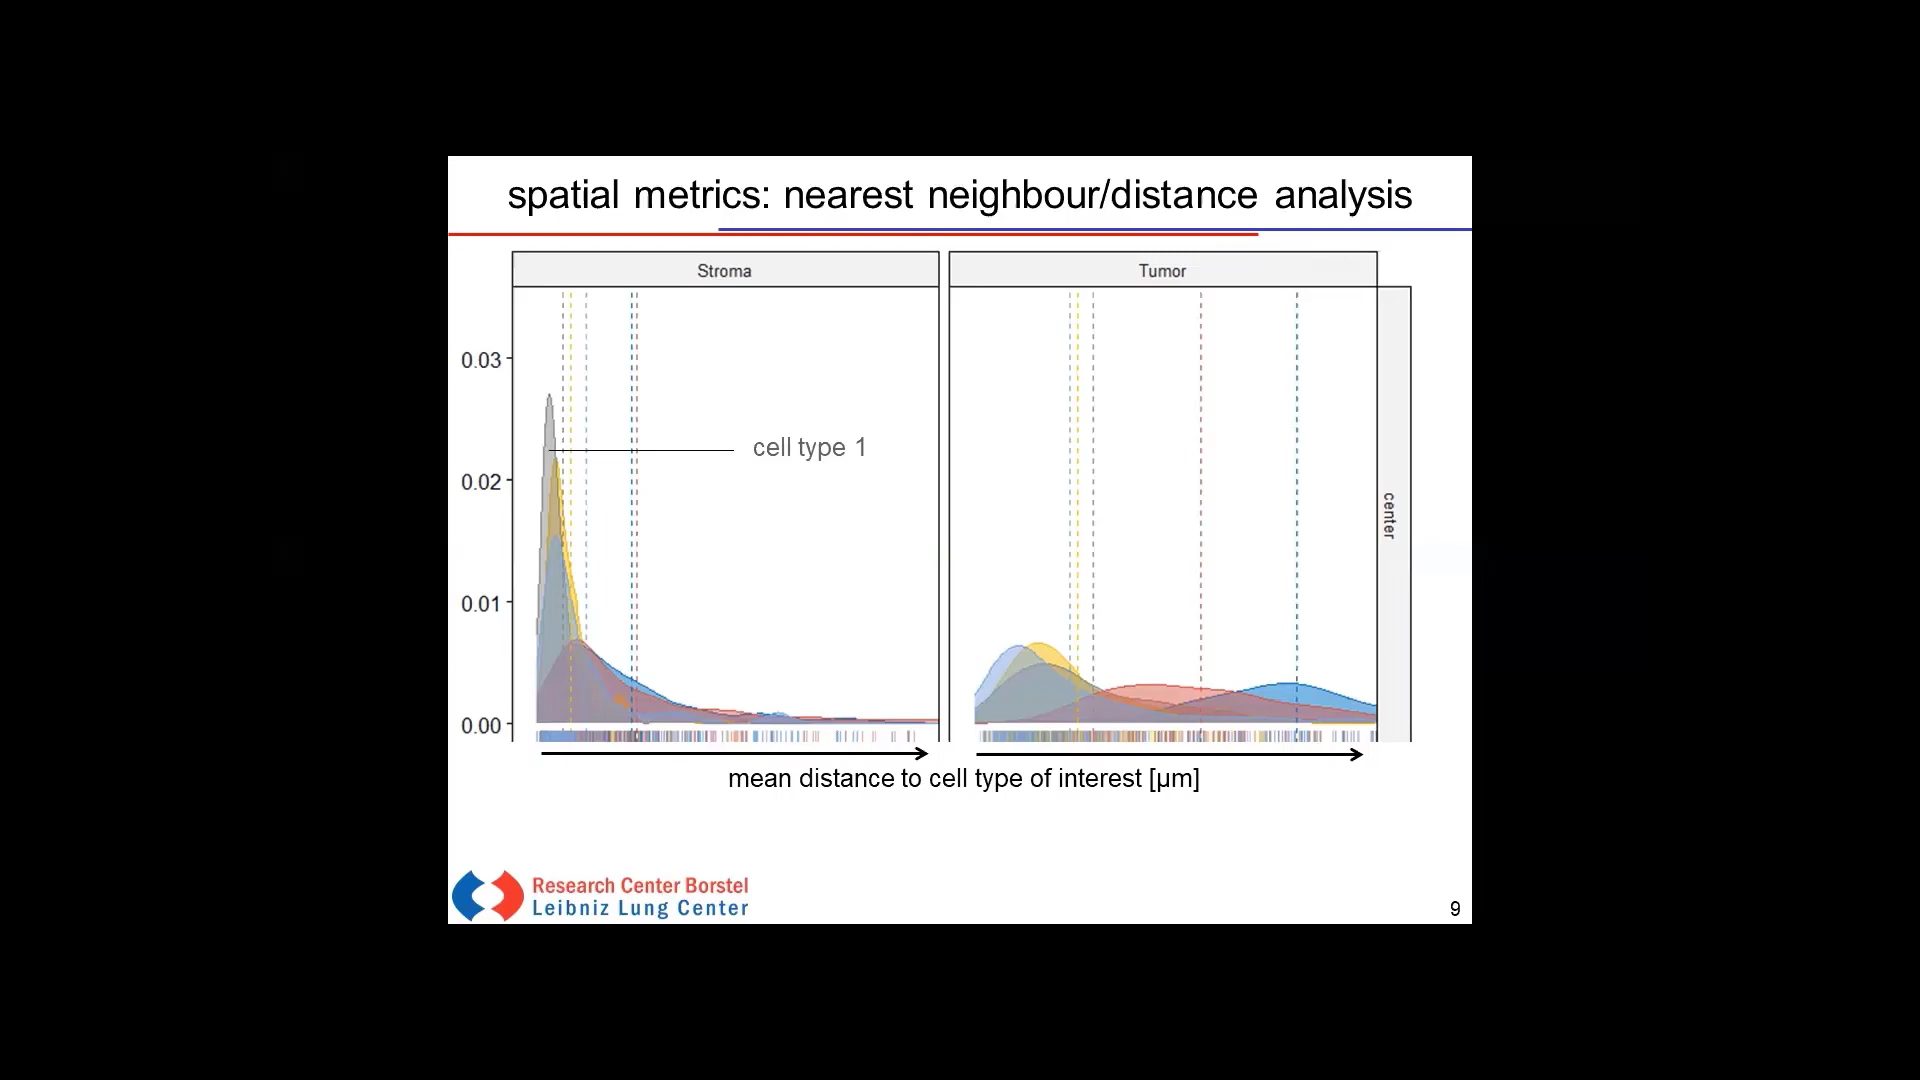 spatial metrics: nearest neighbour/distance analysis
Stroma
Tumor
0.03
0.02
0.01
0.00
cell type 1
center
mean distance to cell type of interest [µm]
Research Center Borstel
Leibniz Lung Center
9